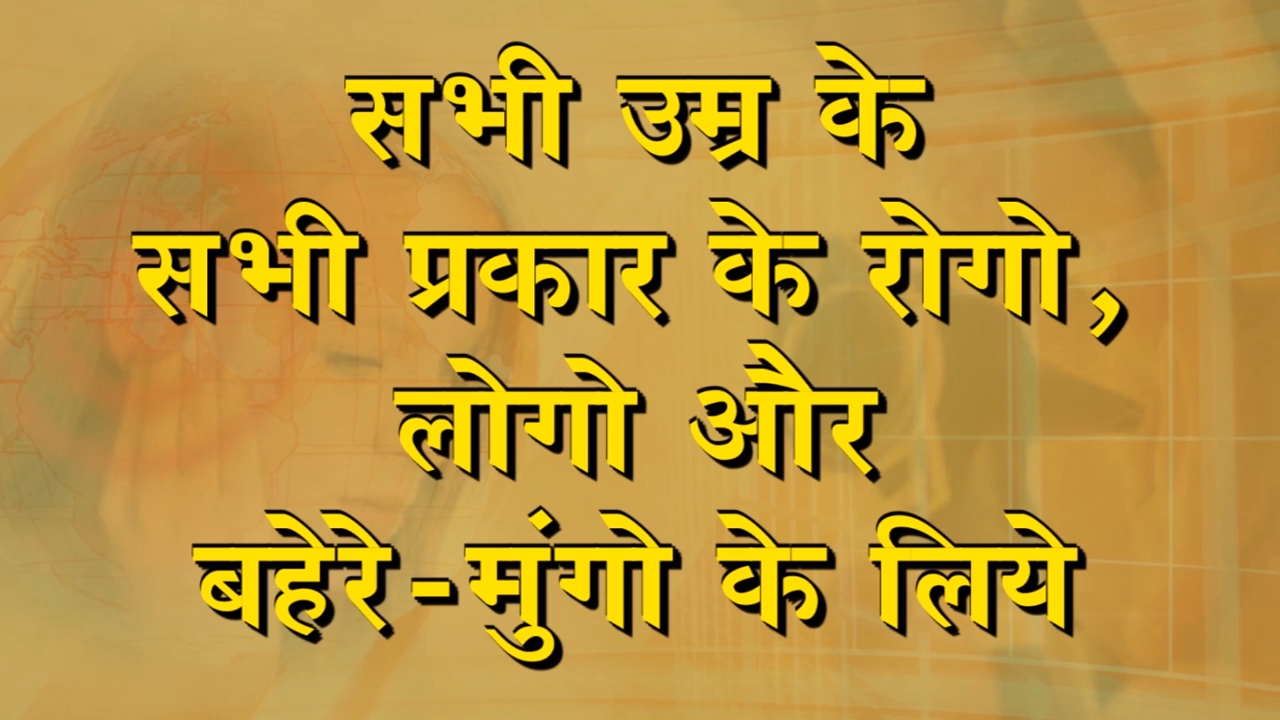 सभी उम्र के
सभी प्रकार के रोगो,
लोगो और
बहेरे-मुंगो के लिये